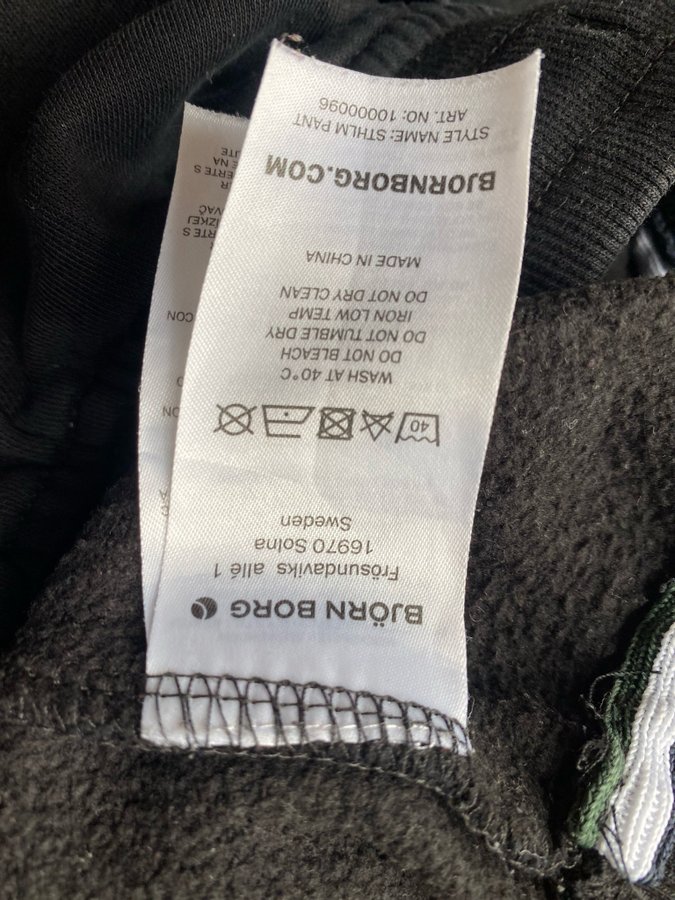 BJÖRN BORG
Frösundaviks allé 1
16970 Solna
Sweden
40
WASH AT 40°C
DO NOT BLEACH
DO NOT TUMBLE DRY
IRON LOW TEMP
DO NOT DRY CLEAN
MADE IN CHINA
BJORNBORG.COM
STYLE NAME: STHLM PANT
ART. NO: 1000096